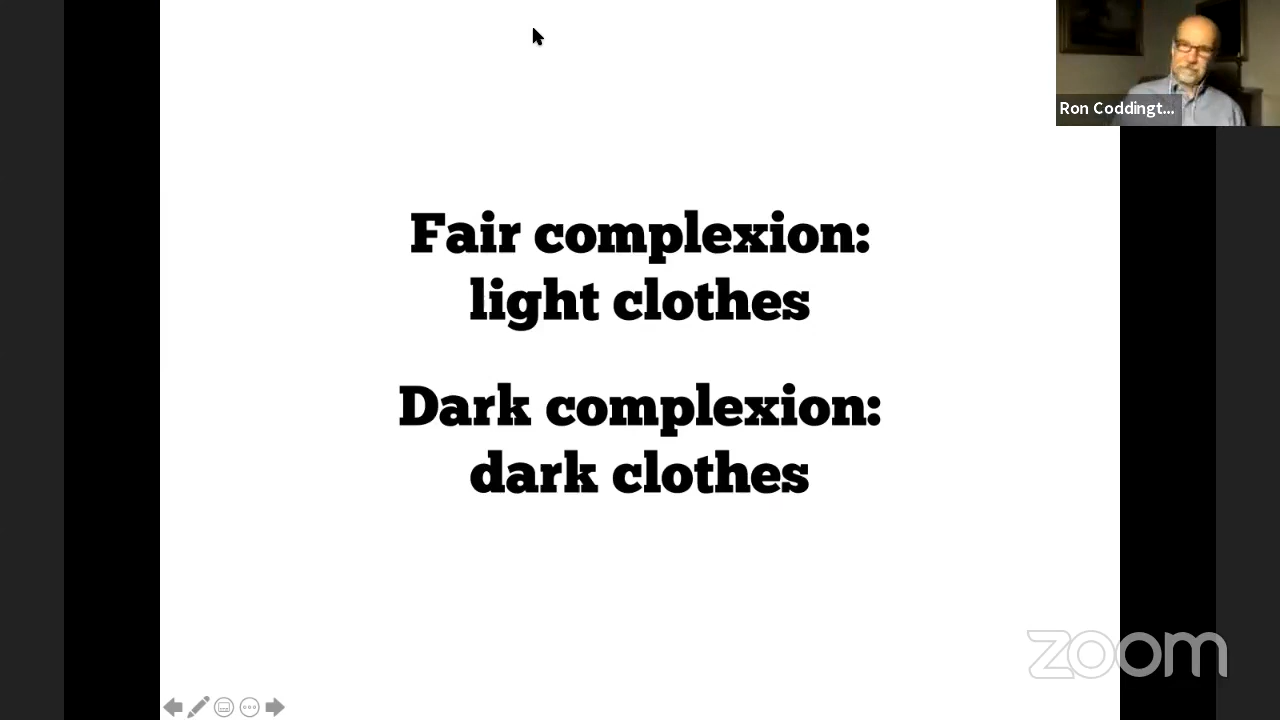 Ron Coddingt...
Fair complexion:
light clothes
Dark complexion:
dark clothes
zoom